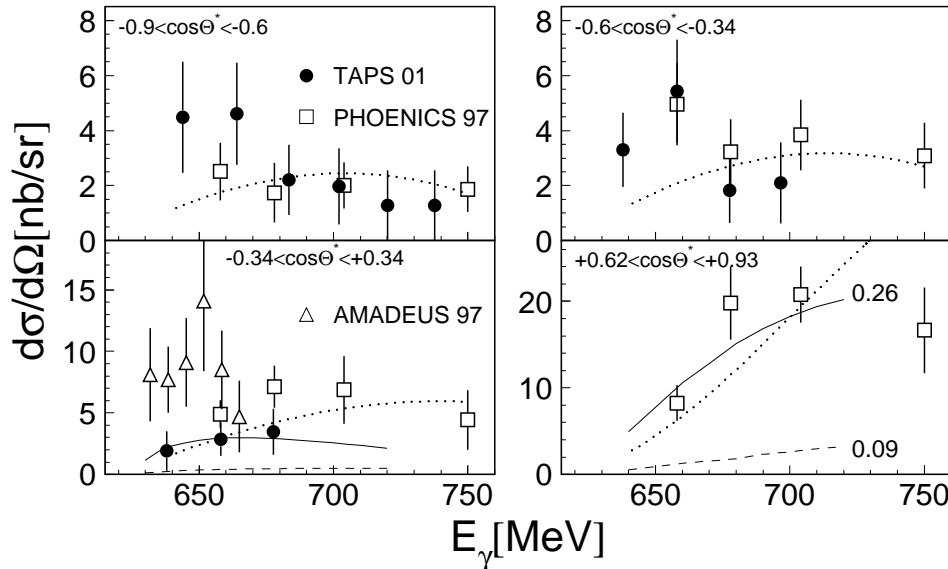 -0.9<cosΘ*<-0.6
TAPS 01
PHOENICS 97
8
6
4
2
0
-0.6<cosΘ*<-0.34
8
6
4
2
0
-0.34<cosΘ*<+0.34
AMADEUS 97
15
10
5
0
650
700
750
+0.62<cosΘ*<+0.93
0.26
0.09
20
10
0
650
700
750
dσ/dΩ[nb/sr]
Eγ[MeV]